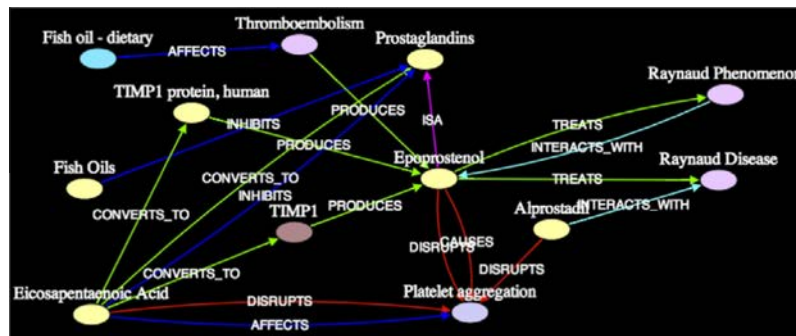 Thromboembolism
Fish oil - dietary
AFFECTS
Prostaglandins
Raynaud Phenomenon
TIMP1 protein, human
PRODUCES
INHIBITS
ISA
TREATS
PRODUCES
INTERACTS_WITH
Epoprostenol
Raynaud Disease
Fish Oils
CONVERTS_TO
TREATS
INHIBITS
TIMP1
PRODUCES
Alprostadil
INTERACTS_WITH
CONVERTS_TO
CAUSES
DISRUPTS
CONVERTS_TO
DISRUPTS
Eicosapentaenoic Acid
DISRUPTS
Platelet aggregation
AFFECTS